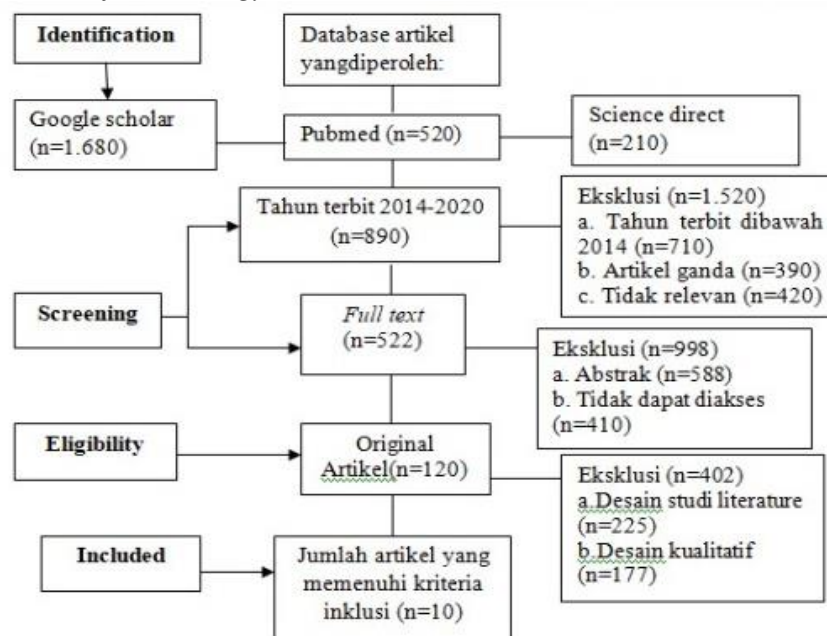 Identification
Database artikel
yangdiperoleh:
Google scholar
(n=1.680)
Pubmed (n=520)
Science direct
(n=210)
Tahun terbit 2014-2020
(n=890)
Eksklusi (n=1.520)
a. Tahun terbit dibawah
2014 (n=710)
b. Artikel ganda (n=390)
c. Tidak relevan (n=420)
Screening
Full text
(n=522)
Eksklusi (n=998)
a. Abstrak (n=588)
b. Tidak dapat diakses
(n=410)
Eligibility
Original
Artikel(n=120)
Eksklusi (n=402)
a.Desain studi literature
(n=225)
b.Desain kualitatif
(n=177)
Included
Jumlah artikel yang
memenuhi kriteria
inklusi (n=10)